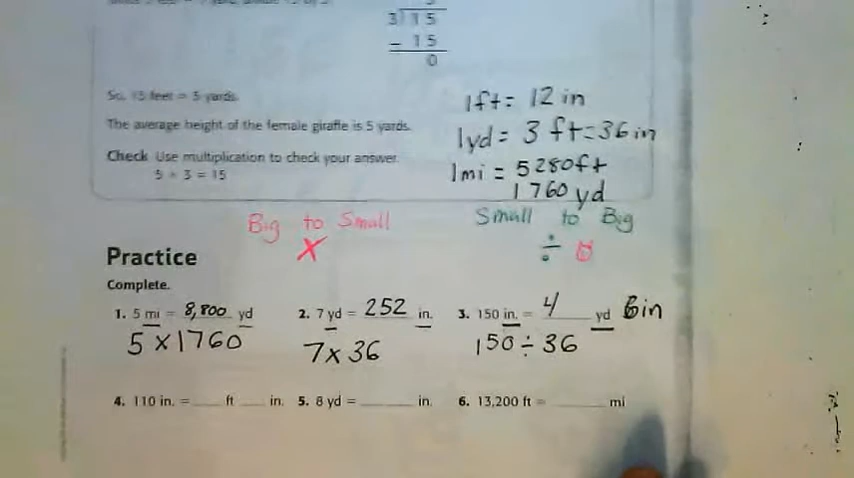 3)15
- 15
0
So, 15 feet = 5 yards.
The average height of the female giraffe is 5 yards.
Check Use multiplication to check your answer.
5 × 3 = 15
1ft = 12 in
1yd = 3 ft = 36 in
1mi = 5280ft
1760 yd
Big to Small
X
Small to Big
÷
Practice
Complete.
1. 5 mi = 8,800 yd
5 x 1760
2. 7 yd = 252 in.
7 x 36
3. 150 in. = 4 yd 6in
150 ÷ 36
4. 110 in. = ____ ft ____ in.
5. 8 yd = ____ in.
6. 13,200 ft = ____ mi